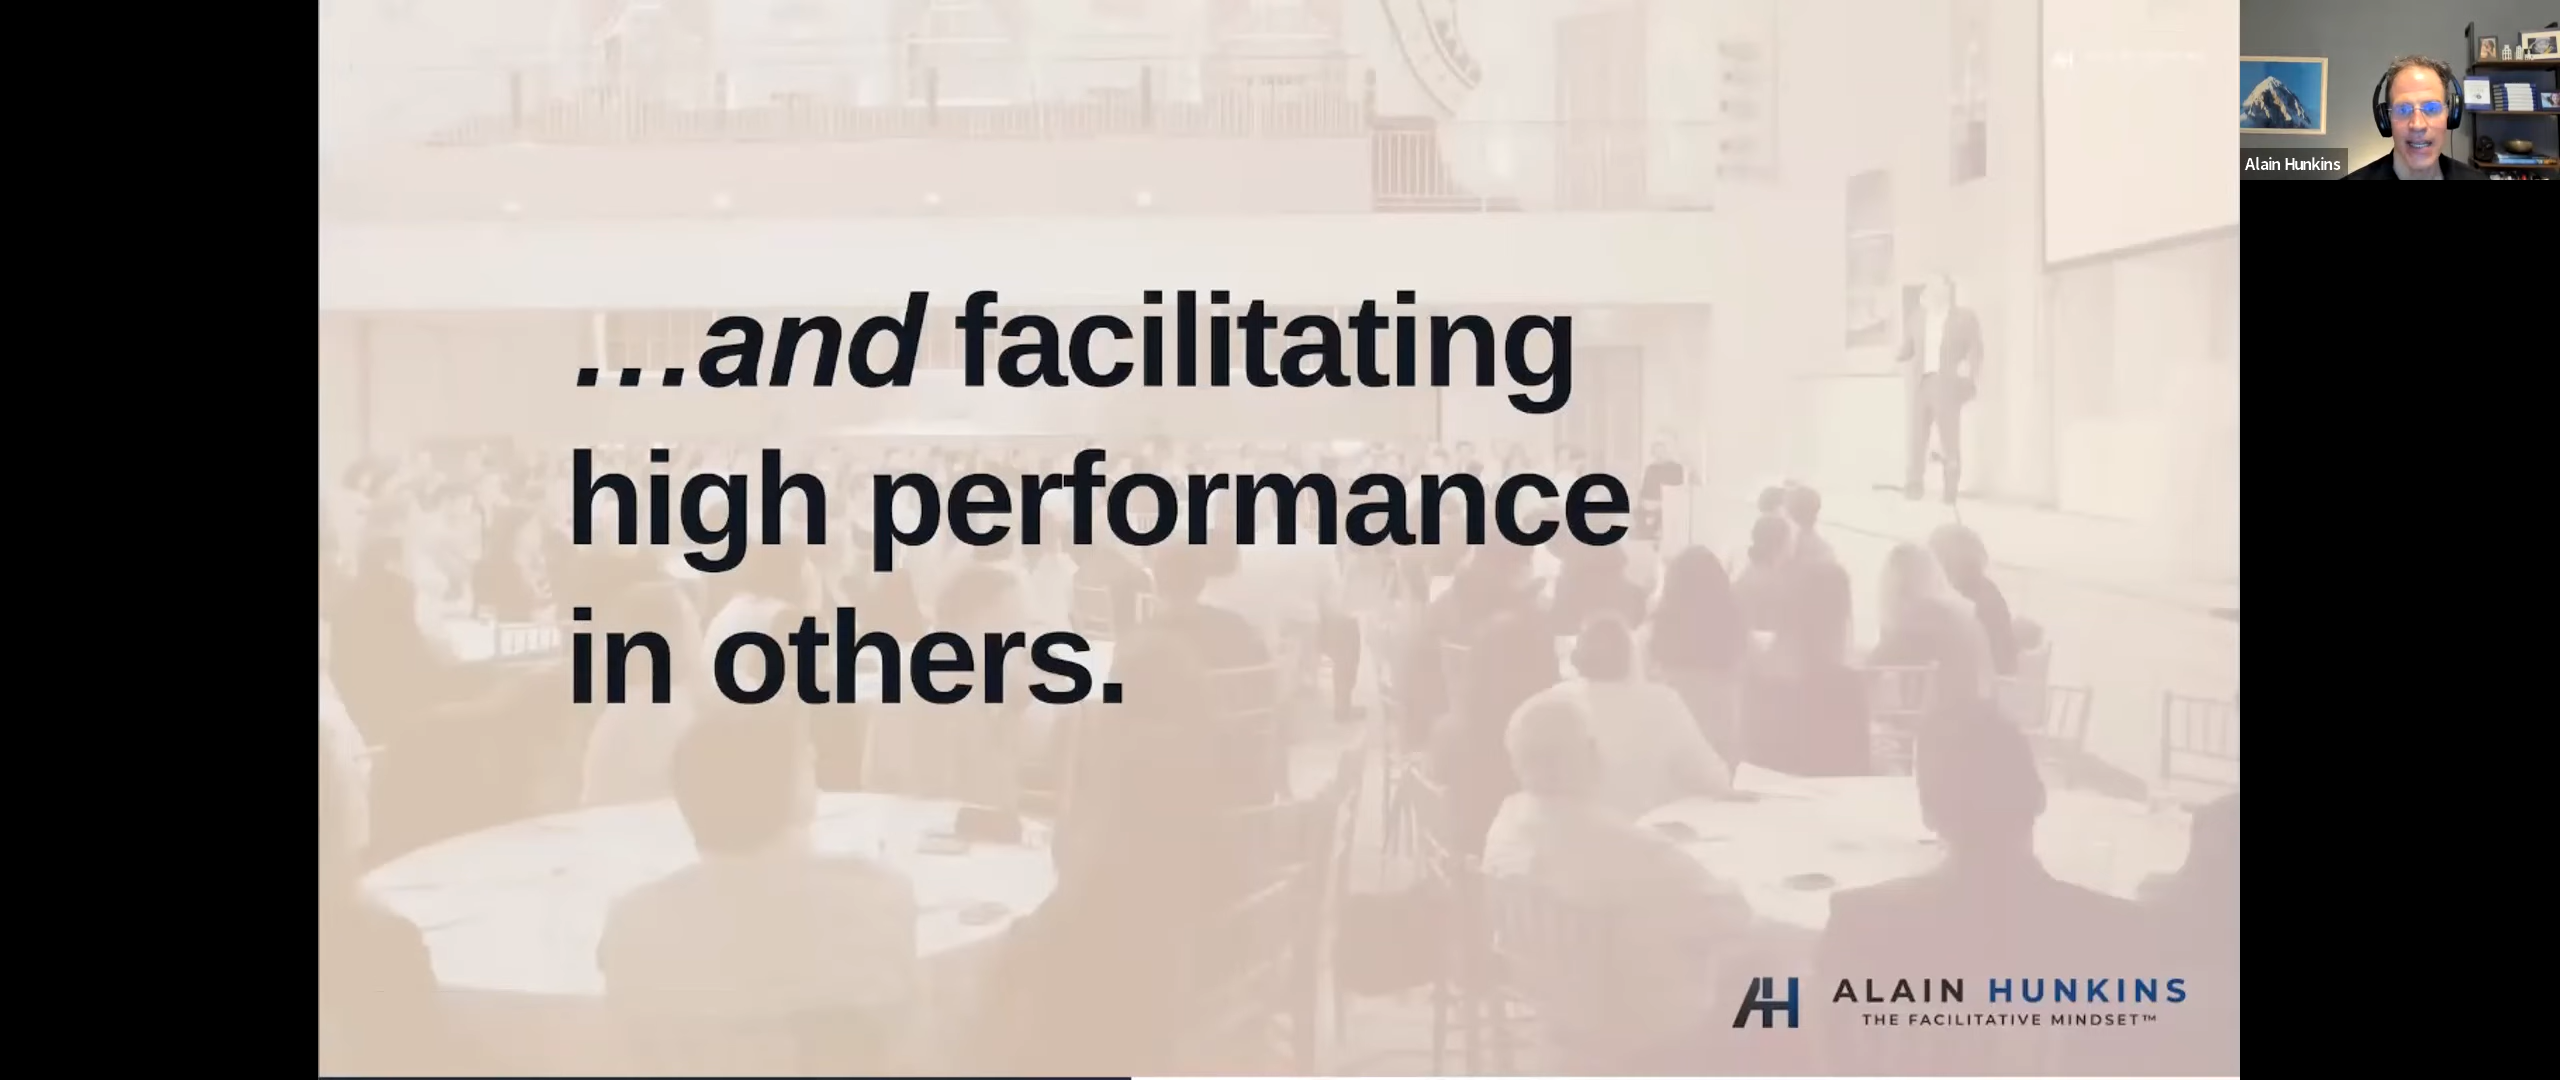 …and facilitating
high performance
in others.
ALAIN HUNKINS
THE FACILITATIVE MINDSET™
Alain Hunkins